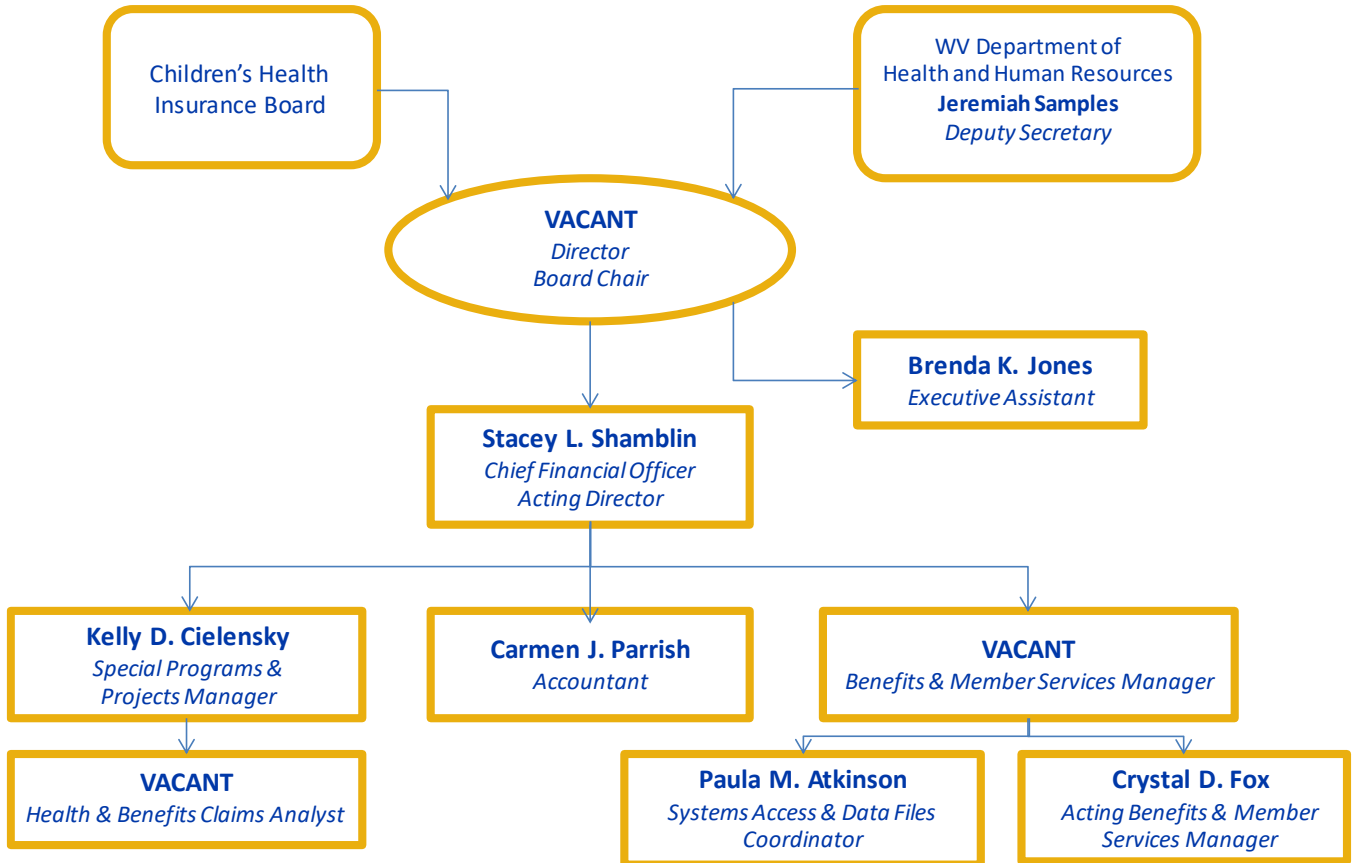 Children’s Health
Insurance Board
WV Department of
Health and Human Resources
Jeremiah Samples
Deputy Secretary
VACANT
Director
Board Chair
Brenda K. Jones
Executive Assistant
Stacey L. Shamblin
Chief Financial Officer
Acting Director
Kelly D. Cielensky
Special Programs &
Projects Manager
Carmen J. Parrish
Accountant
VACANT
Benefits & Member Services Manager
VACANT
Health & Benefits Claims Analyst
Paula M. Atkinson
Systems Access & Data Files
Coordinator
Crystal D. Fox
Acting Benefits & Member
Services Manager